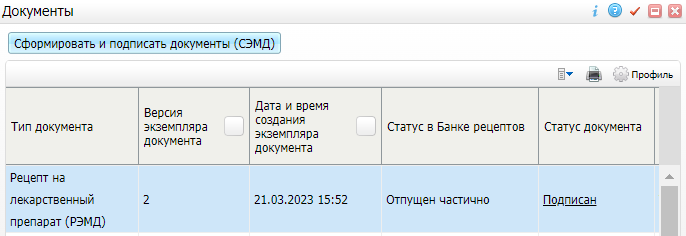 Документы
Сформировать и подписать документы (СЭМД)
Профиль
Тип документа
Версия
экземпляра
документа
Дата и время
создания
экземпляра
документа
Статус в Банке рецептов
Статус документа
Рецепт на
лекарственный
препарат (РЭМД)
2
21.03.2023 15:52
Отпущен частично
Подписан